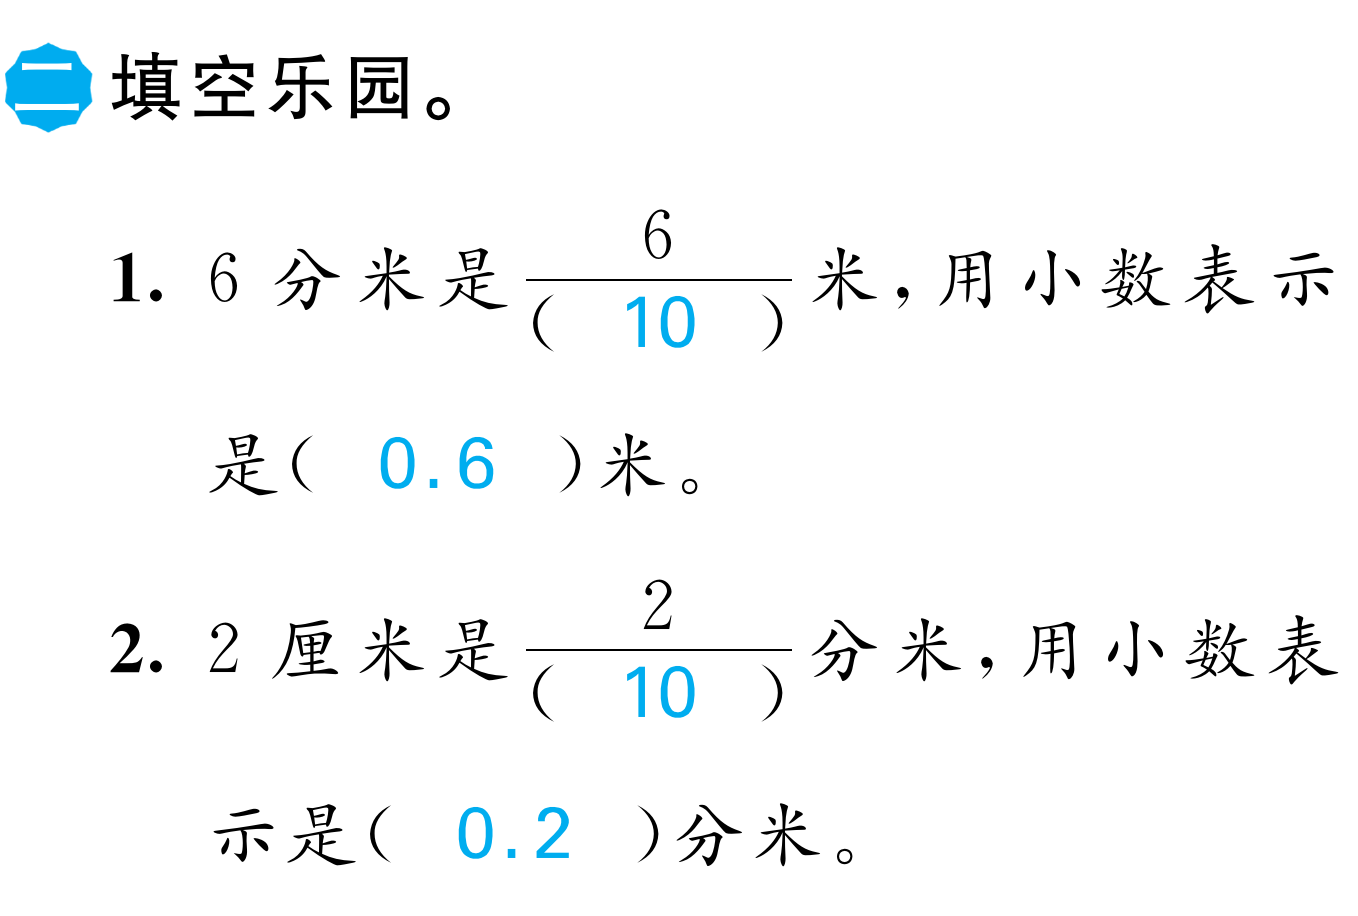 二 填空乐园。
1. 6 分米是 6/( 10 ) 米，用小数表示
是( 0.6 )米。
2. 2 厘米是 2/( 10 ) 分米，用小数表
示是( 0.2 )分米。